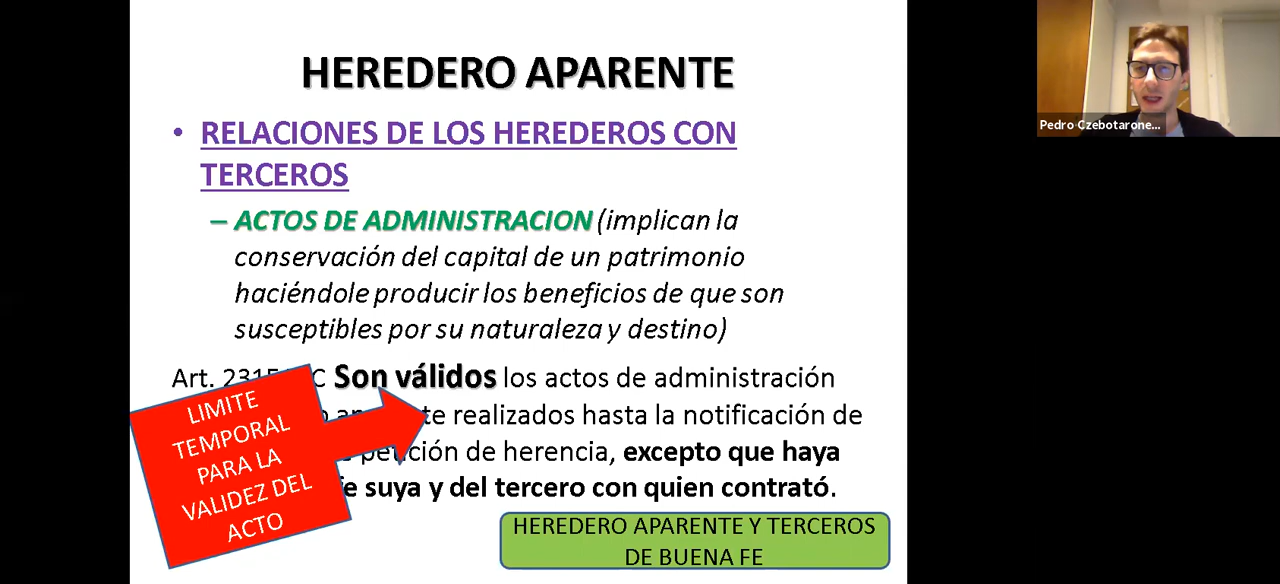 HEREDERO APARENTE
• RELACIONES DE LOS HEREDEROS CON
TERCEROS
– ACTOS DE ADMINISTRACION (implican la
conservación del capital de un patrimonio
haciéndole producir los beneficios de que son
susceptibles por su naturaleza y destino)
Art. Son válidos los actos de administración
realizados hasta la notificación de
petición de herencia, excepto que haya
suya y del tercero con quien contrató.
LIMITE
TEMPORAL
PARA LA
VALIDEZ DEL
ACTO
HEREDERO APARENTE Y TERCEROS
DE BUENA FE
Pedro Czebotarone...